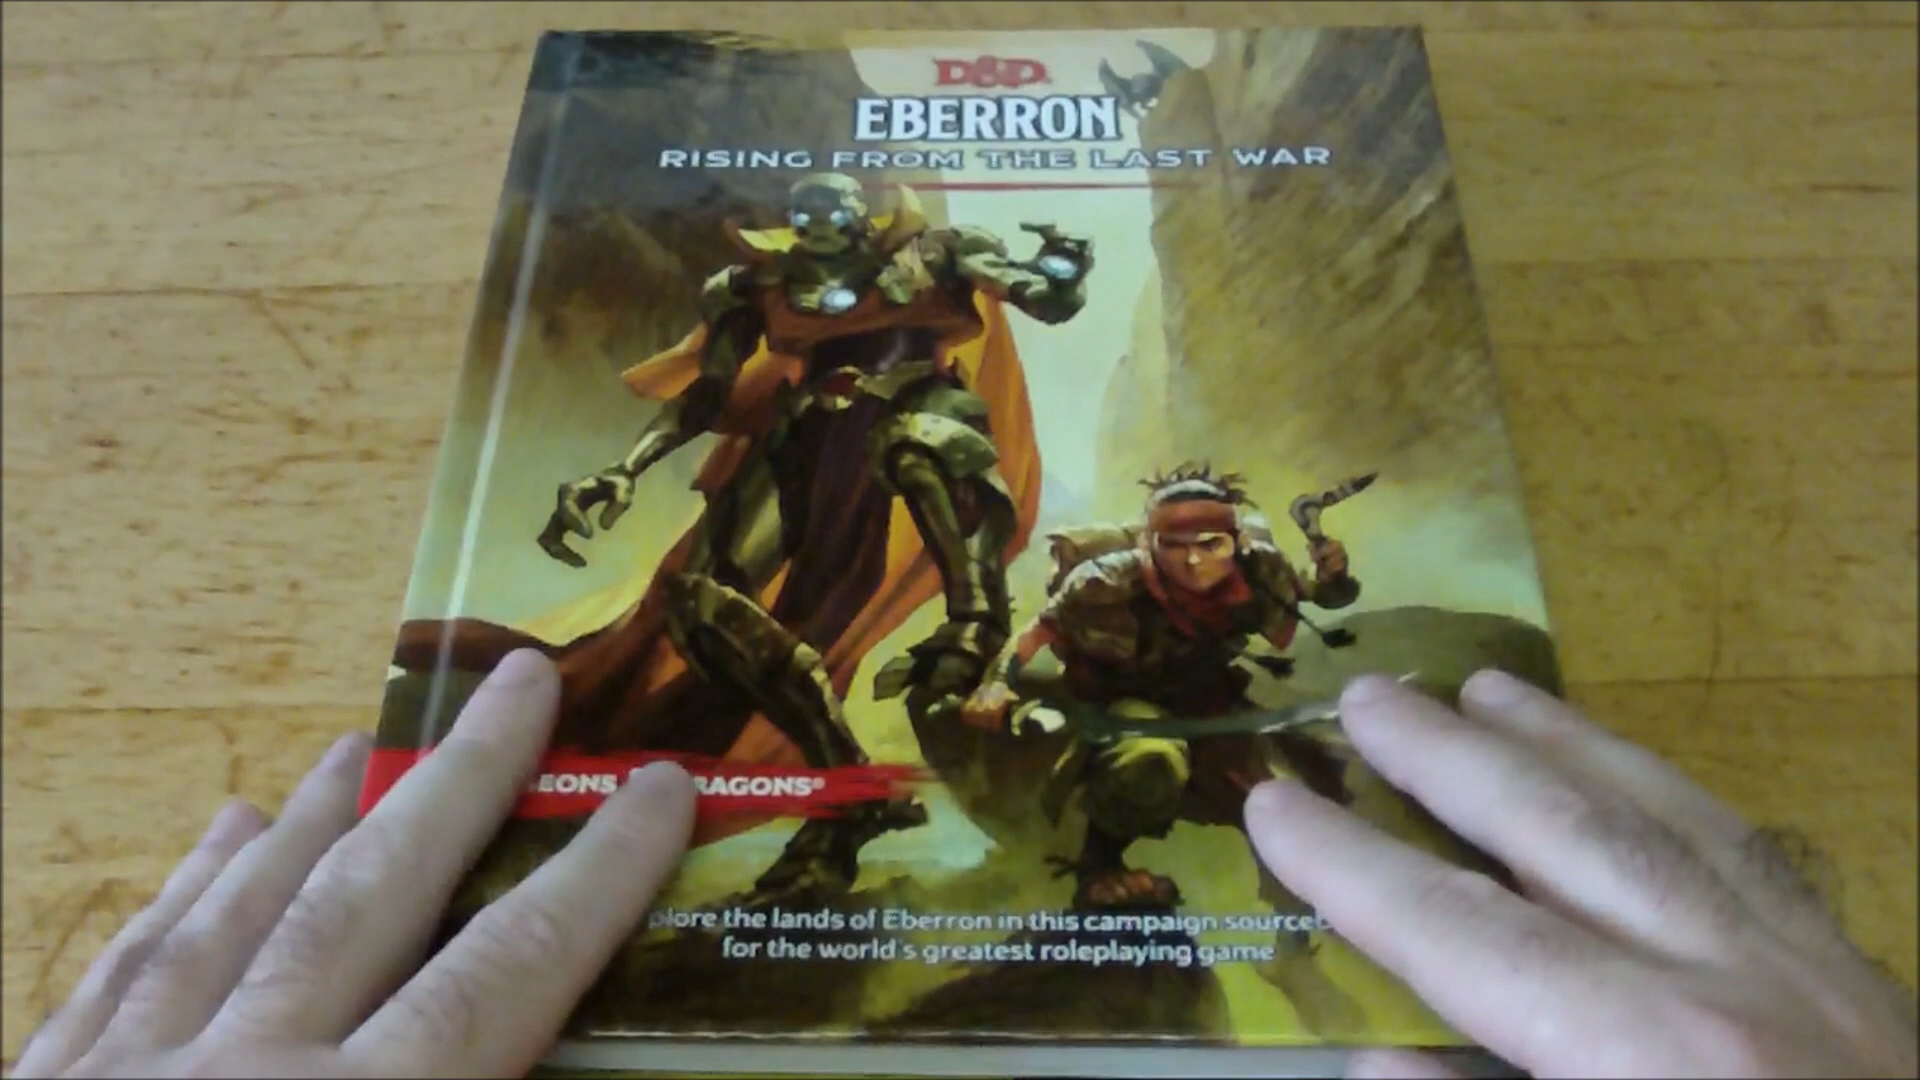 D&D
EBERRON
RISING FROM THE LAST WAR
EONS RAGONS®
plore the lands of Eberron in this campaign source
for the world's greatest roleplaying game